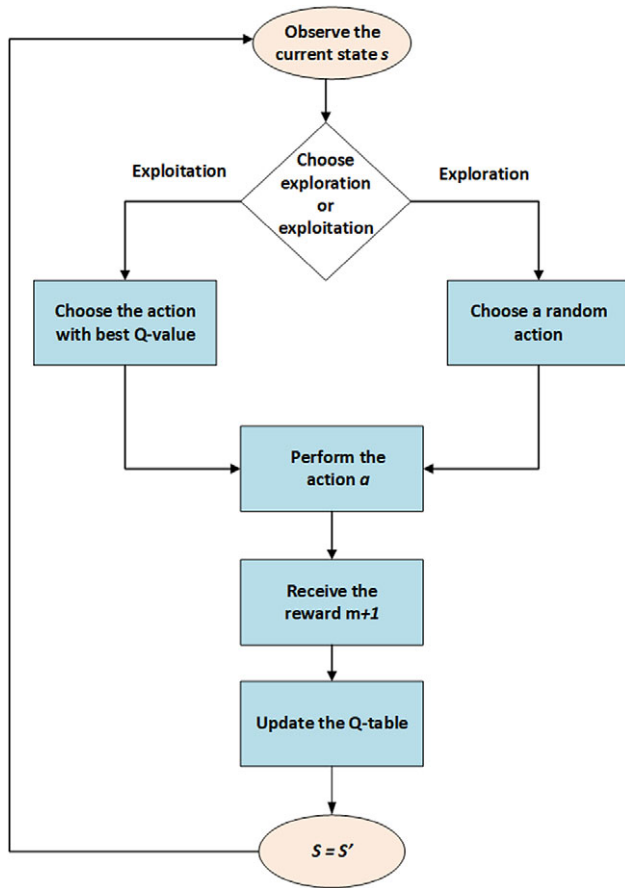 Observe the
current state s
Choose
exploration
or
exploitation
Exploitation
Exploration
Choose the action
with best Q-value
Choose a random
action
Perform the
action a
Receive the
reward m+1
Update the Q-table
S = S'